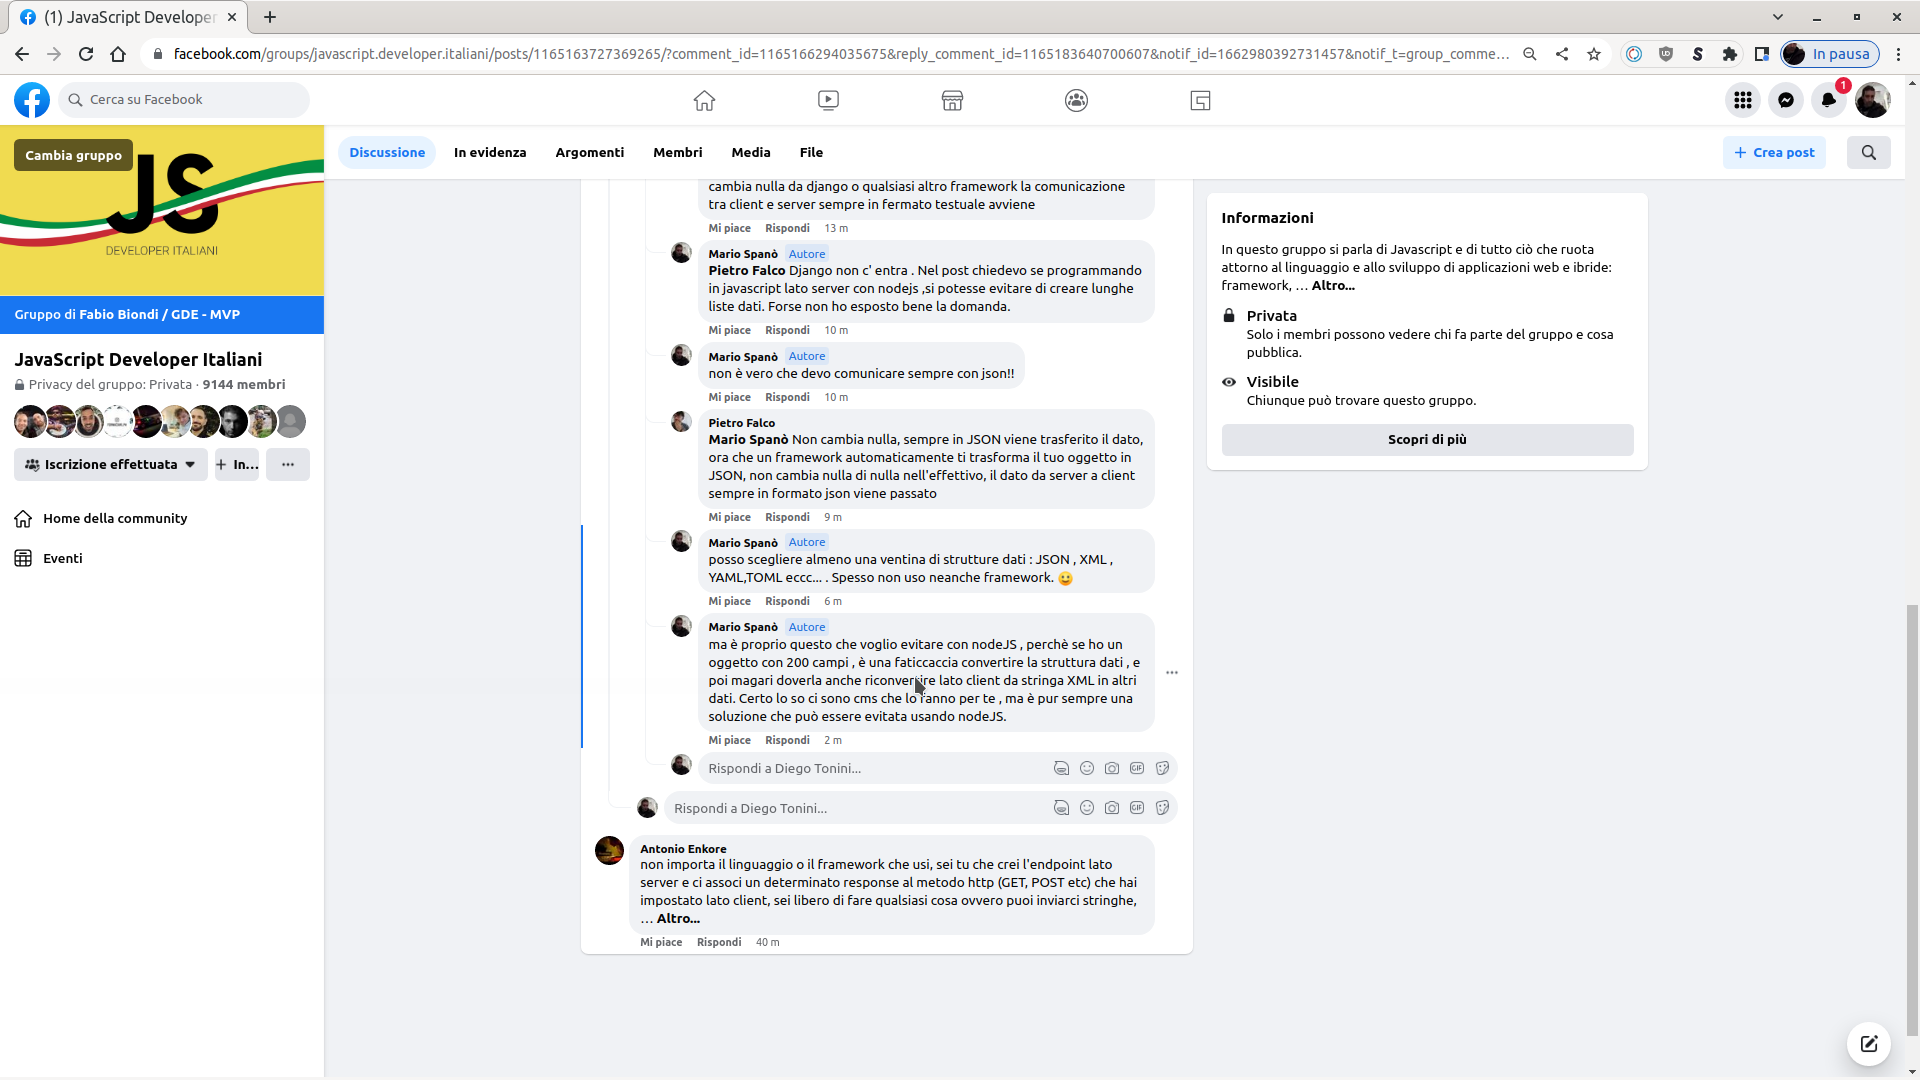 (1) JavaScript Developer
facebook.com/groups/javascript.developer.italiani/posts/1165163727369265/?comment_id=1165166294035675&reply_comment_id=1165183640700607&notif_id=1662980392731457&notif_t=group_comme…
In pausa
Cerca su Facebook
1
Cambia gruppo
JS
DEVELOPER ITALIANI
Gruppo di Fabio Biondi / GDE - MVP
JavaScript Developer Italiani
Privacy del gruppo: Privata · 9144 membri
Iscrizione effettuata
+ In...
Home della community
Eventi
Discussione
In evidenza
Argomenti
Membri
Media
File
+ Crea post
cambia nulla da django o qualsiasi altro framework la comunicazione
tra client e server sempre in fermato testuale avviene
Mi piace Rispondi 13 m
Mario Spanò Autore
Pietro Falco Django non c' entra . Nel post chiedevo se programmando
in javascript lato server con nodejs ,si potesse evitare di creare lunghe
liste dati. Forse non ho esposto bene la domanda.
Mi piace Rispondi 10 m
Mario Spanò Autore
non è vero che devo comunicare sempre con json!!
Mi piace Rispondi 10 m
Pietro Falco
Mario Spanò Non cambia nulla, sempre in JSON viene trasferito il dato,
ora che un framework automaticamente ti trasforma il tuo oggetto in
JSON, non cambia nulla di nulla nell'effettivo, il dato da server a client
sempre in formato json viene passato
Mi piace Rispondi 9 m
Mario Spanò Autore
posso scegliere almeno una ventina di strutture dati : JSON , XML ,
YAML,TOML eccc... . Spesso non uso neanche framework. 🙂
Mi piace Rispondi 6 m
Mario Spanò Autore
ma è proprio questo che voglio evitare con nodeJS , perchè se ho un
oggetto con 200 campi , è una faticcaccia convertire la struttura dati , e
poi magari doverla anche riconvertire lato client da stringa XML in altri
dati. Certo lo so ci sono cms che lo fanno per te , ma è pur sempre una
soluzione che può essere evitata usando nodeJS.
Mi piace Rispondi 2 m
Rispondi a Diego Tonini...
GIF
Rispondi a Diego Tonini...
GIF
Antonio Enkore
non importa il linguaggio o il framework che usi, sei tu che crei l'endpoint lato
server e ci associ un determinato response al metodo http (GET, POST etc) che hai
impostato lato client, sei libero di fare qualsiasi cosa ovvero puoi inviarci stringhe,
… Altro...
Mi piace Rispondi 40 m
Informazioni
In questo gruppo si parla di Javascript e di tutto ciò che ruota
attorno al linguaggio e allo sviluppo di applicazioni web e ibride:
framework, … Altro...
Privata
Solo i membri possono vedere chi fa parte del gruppo e cosa
pubblica.
Visibile
Chiunque può trovare questo gruppo.
Scopri di più